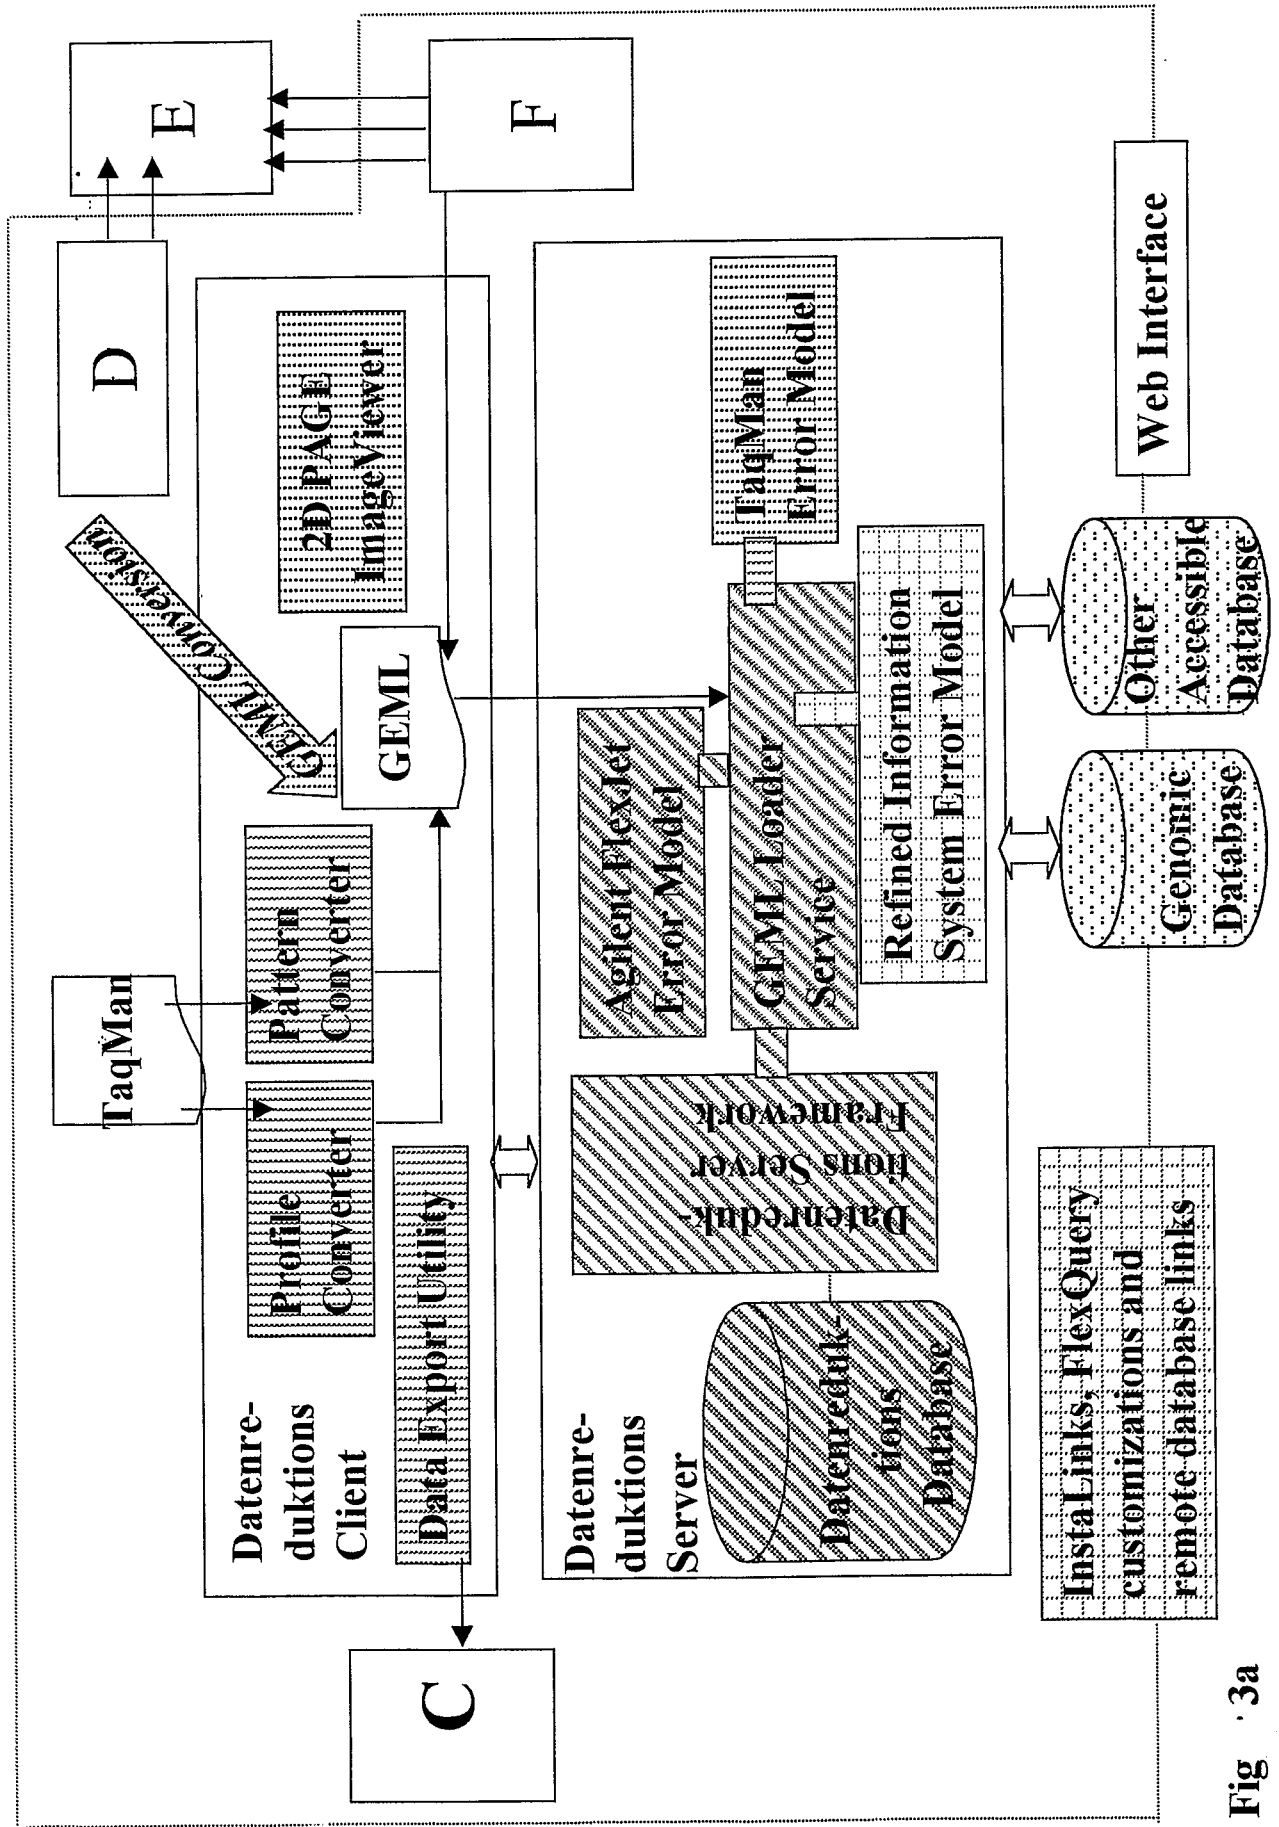 C
Datenre-
duktions
Client
Profile
Converter
Pattern
Converter
Data Export Utility
TaqMan
GEML Conversion
GEML
2D PAGE
ImageViewer
D
E
F
Datenre-
duktions
Server
Datenreduk-
tions
Database
Datenreduk-
tions Server
Framework
Agilent FlexJet
Error Model
GEML Loader
Service
TaqMan
Error Model
Refined Information
System Error Model
InstaLinks, FlexQuery
customizations and
remote database links
Genomic
Database
Other
Accessible
Database
Web Interface
Fig 3a